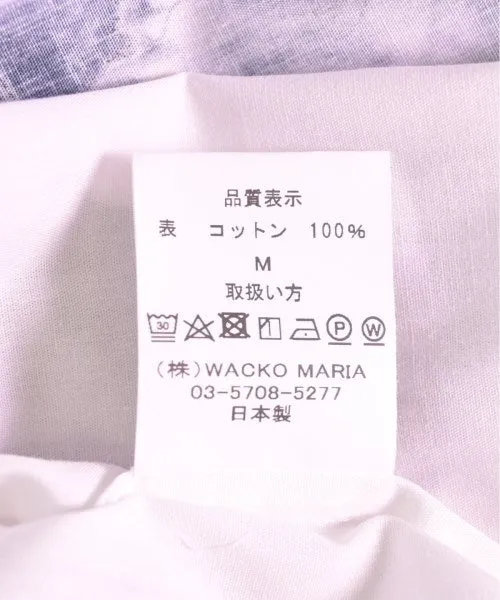 品質表示
表 コットン 100%
M
取扱い方
30 P W
(株)WACKO MARIA
03-5708-5277
日本製